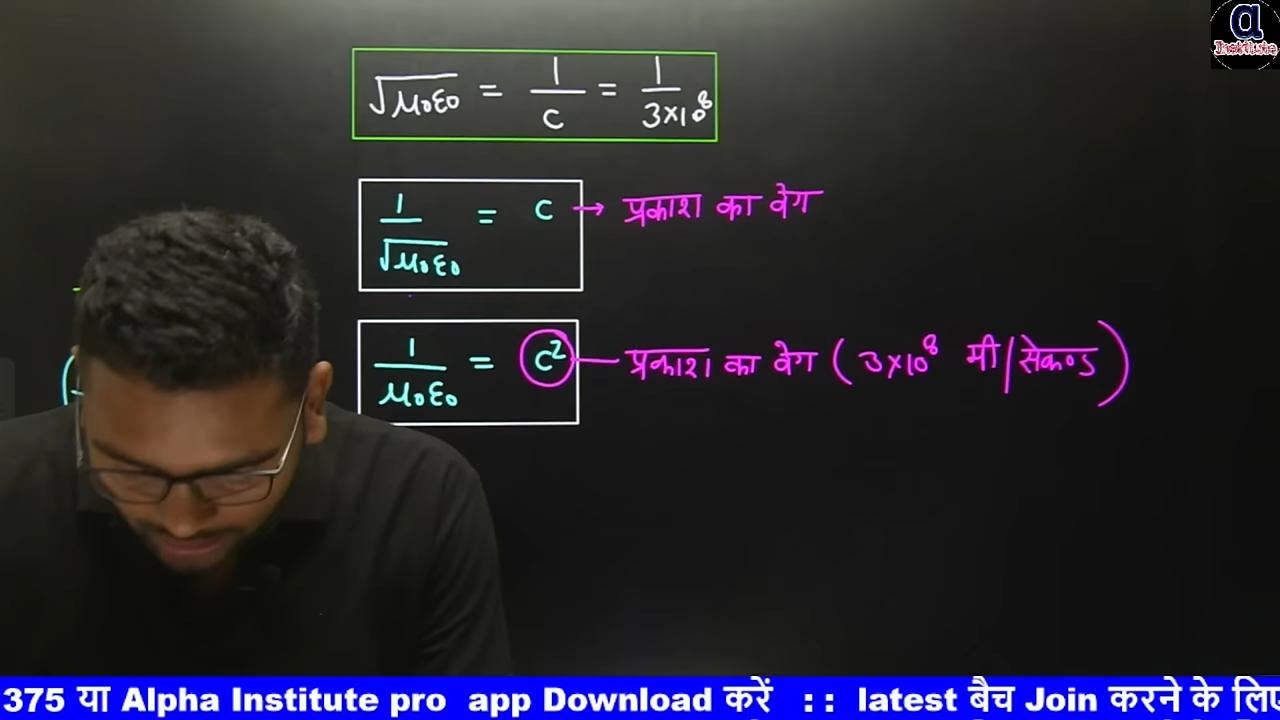 α
Institute
√μ₀ε₀ = 1/c = 1/3×10⁸
1/√μ₀ε₀ = c → प्रकाश का वेग
1/μ₀ε₀ = c² — प्रकाश का वेग (3×10⁸ मी/सेकण्ड)
375 या Alpha Institute pro app Download करें :: latest बैच Join करने के लिए